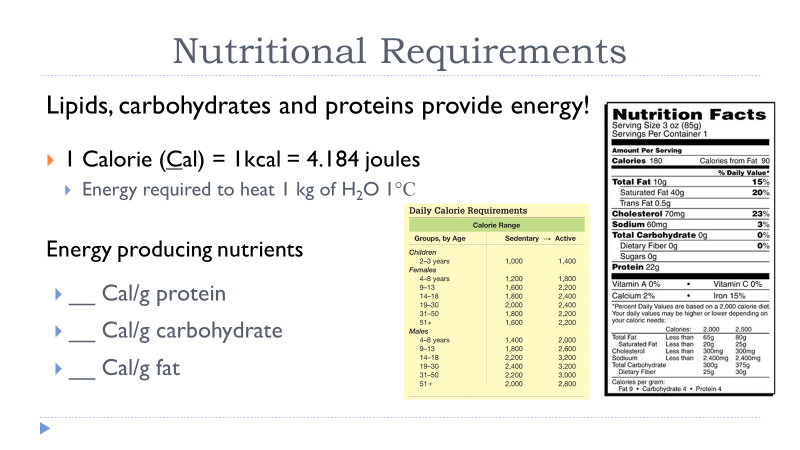 Nutritional Requirements
Lipids, carbohydrates and proteins provide energy!
1 Calorie (Cal) = 1kcal = 4.184 joules
Energy required to heat 1 kg of H₂O 1°C
Energy producing nutrients
__ Cal/g protein
__ Cal/g carbohydrate
__ Cal/g fat
Daily Calorie Requirements
Calorie Range
Groups, by Age Sedentary → Active
Children
2–3 years 1,000 1,400
Females
4–8 years 1,200 1,800
9–13 1,600 2,200
14–18 1,800 2,400
19–30 2,000 2,400
31–50 1,800 2,200
51+ 1,600 2,200
Males
4–8 years 1,400 2,000
9–13 1,800 2,600
14–18 2,200 3,200
19–30 2,400 3,200
31–50 2,200 3,000
51+ 2,000 2,800
Nutrition Facts
Serving Size 3 oz (85g)
Servings Per Container 1
Amount Per Serving
Calories 180 Calories from Fat 90
% Daily Value*
Total Fat 10g 15%
Saturated Fat 40g 20%
Trans Fat 0.5g
Cholesterol 70mg 23%
Sodium 60mg 3%
Total Carbohydrate 0g 0%
Dietary Fiber 0g 0%
Sugars 0g
Protein 22g
Vitamin A 0% • Vitamin C 0%
Calcium 2% • Iron 15%
*Percent Daily Values are based on a 2,000 calorie diet.
Your daily values may be higher or lower depending on
your caloric needs:
Calories: 2,000 2,500
Total Fat Less than 65g 80g
Saturated Fat Less than 20g 25g
Cholesterol Less than 300mg 300mg
Sodiuum Less than 2,400mg 2,400mg
Total Carbohydrate 300g 375g
Dietary Fiber 25g 30g
Calories per gram:
Fat 9 • Carbohydrate 4 • Protein 4